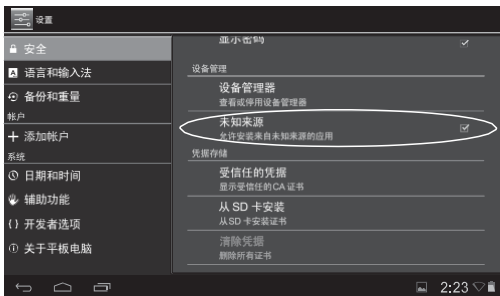 设置
安全
语言和输入法
备份和重量
帐户
添加帐户
系统
日期和时间
辅助功能
开发者选项
关于平板电脑
显示密码
设备管理
设备管理器
查看或停用设备管理器
未知来源
允许安装来自未知来源的应用
凭据存储
受信任的凭据
显示受信任的CA 证书
从 SD 卡安装
从SD 卡安装证书
清除凭据
删除所有证书
2:23